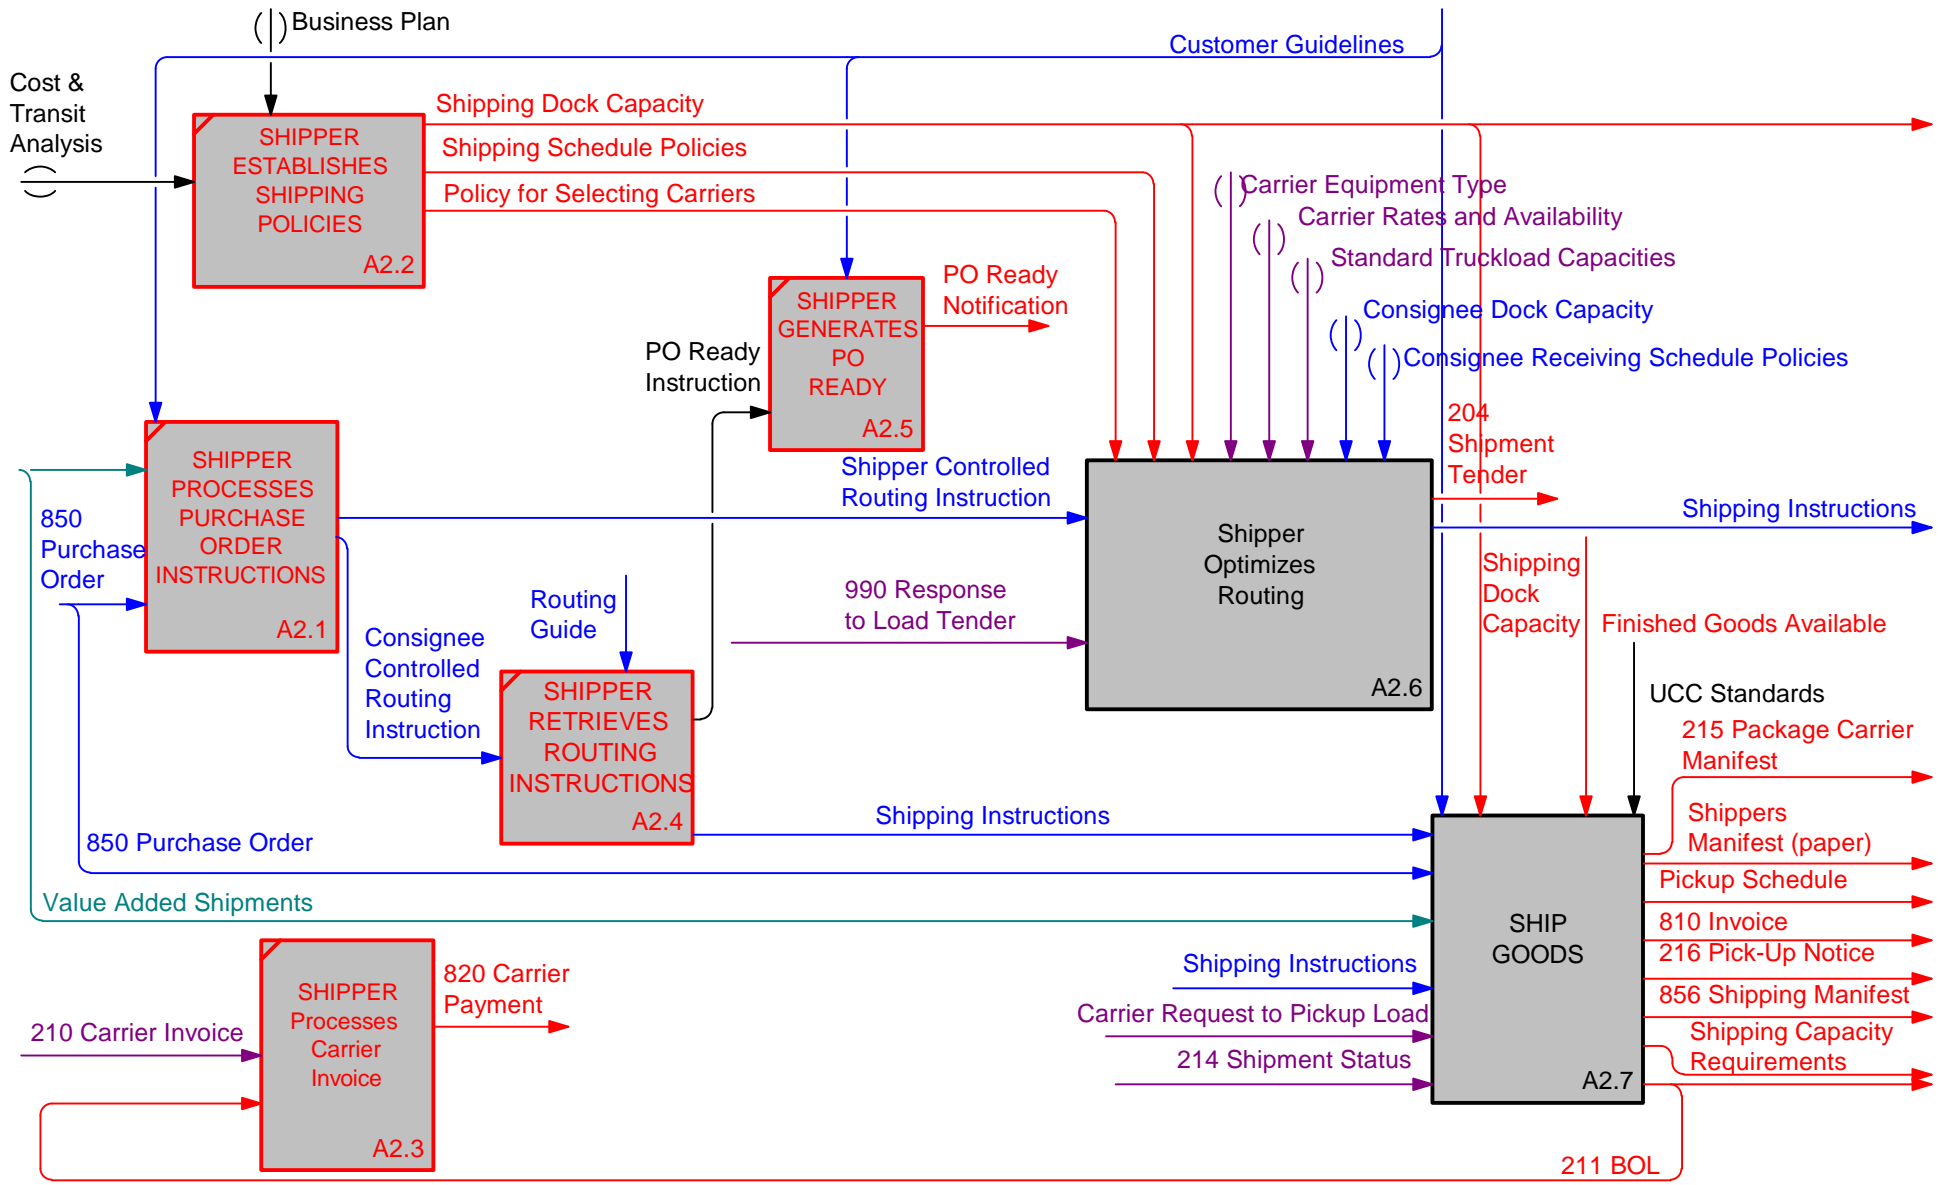 Business Plan
Customer Guidelines
Cost &
Transit
Analysis
Shipping Dock Capacity
SHIPPER
ESTABLISHES
SHIPPING
POLICIES
A2.2
Shipping Schedule Policies
Policy for Selecting Carriers
Carrier Equipment Type
Carrier Rates and Availability
Standard Truckload Capacities
Consignee Dock Capacity
Consignee Receiving Schedule Policies
PO Ready
Notification
SHIPPER
GENERATES
PO
READY
A2.5
PO Ready
Instruction
204
Shipment
Tender
SHIPPER
PROCESSES
PURCHASE
ORDER
INSTRUCTIONS
A2.1
Shipper Controlled
Routing Instruction
850
Purchase
Order
Shipping Instructions
Shipper
Optimizes
Routing
A2.6
Shipping
Dock
Capacity
990 Response
to Load Tender
Routing
Guide
Finished Goods Available
Consignee
Controlled
Routing
Instruction
SHIPPER
RETRIEVES
ROUTING
INSTRUCTIONS
A2.4
UCC Standards
215 Package Carrier
Manifest
Shipping Instructions
Shippers
Manifest (paper)
850 Purchase Order
Pickup Schedule
Value Added Shipments
810 Invoice
SHIP
GOODS
A2.7
216 Pick-Up Notice
Shipping Instructions
820 Carrier
Payment
856 Shipping Manifest
SHIPPER
Processes
Carrier
Invoice
A2.3
Carrier Request to Pickup Load
210 Carrier Invoice
Shipping Capacity
Requirements
214 Shipment Status
211 BOL